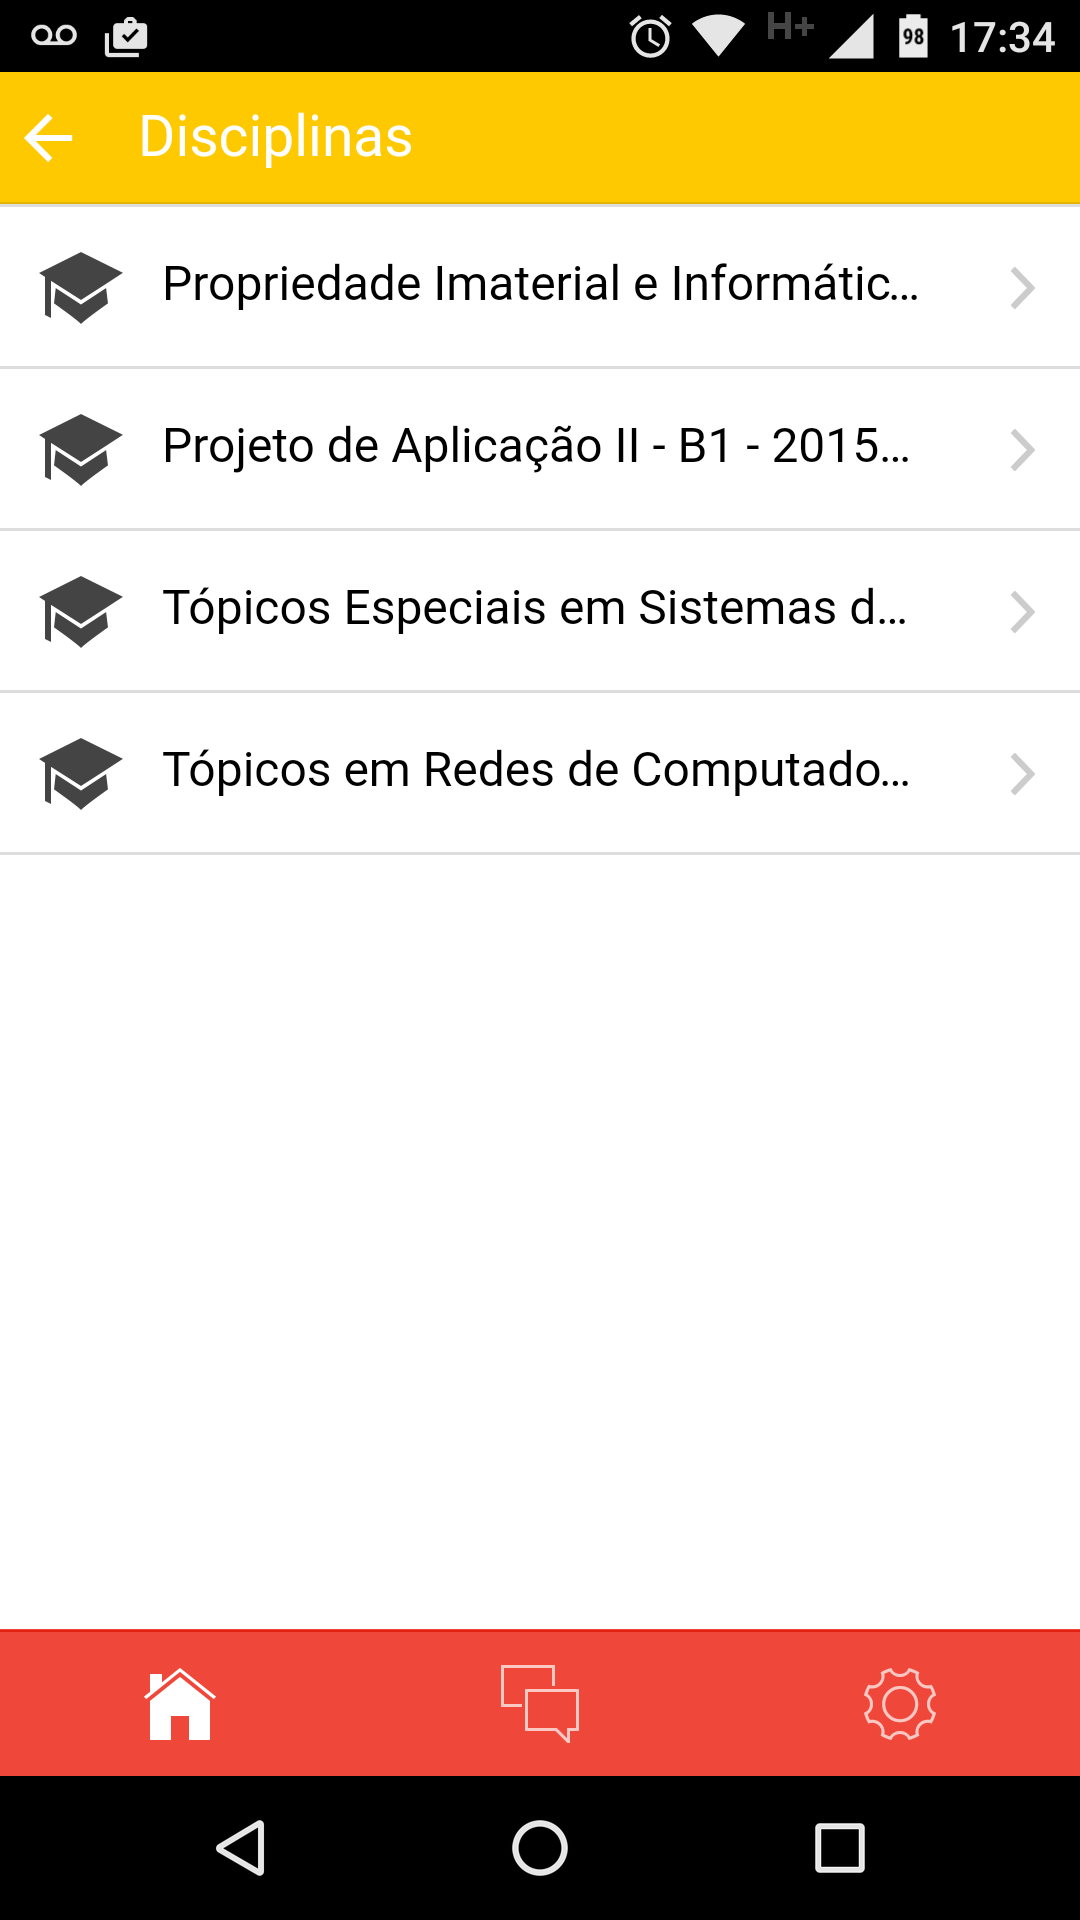 H+ 98 17:34
Disciplinas
Propriedade Imaterial e Informátic...
Projeto de Aplicação II - B1 - 2015...
Tópicos Especiais em Sistemas d...
Tópicos em Redes de Computado...